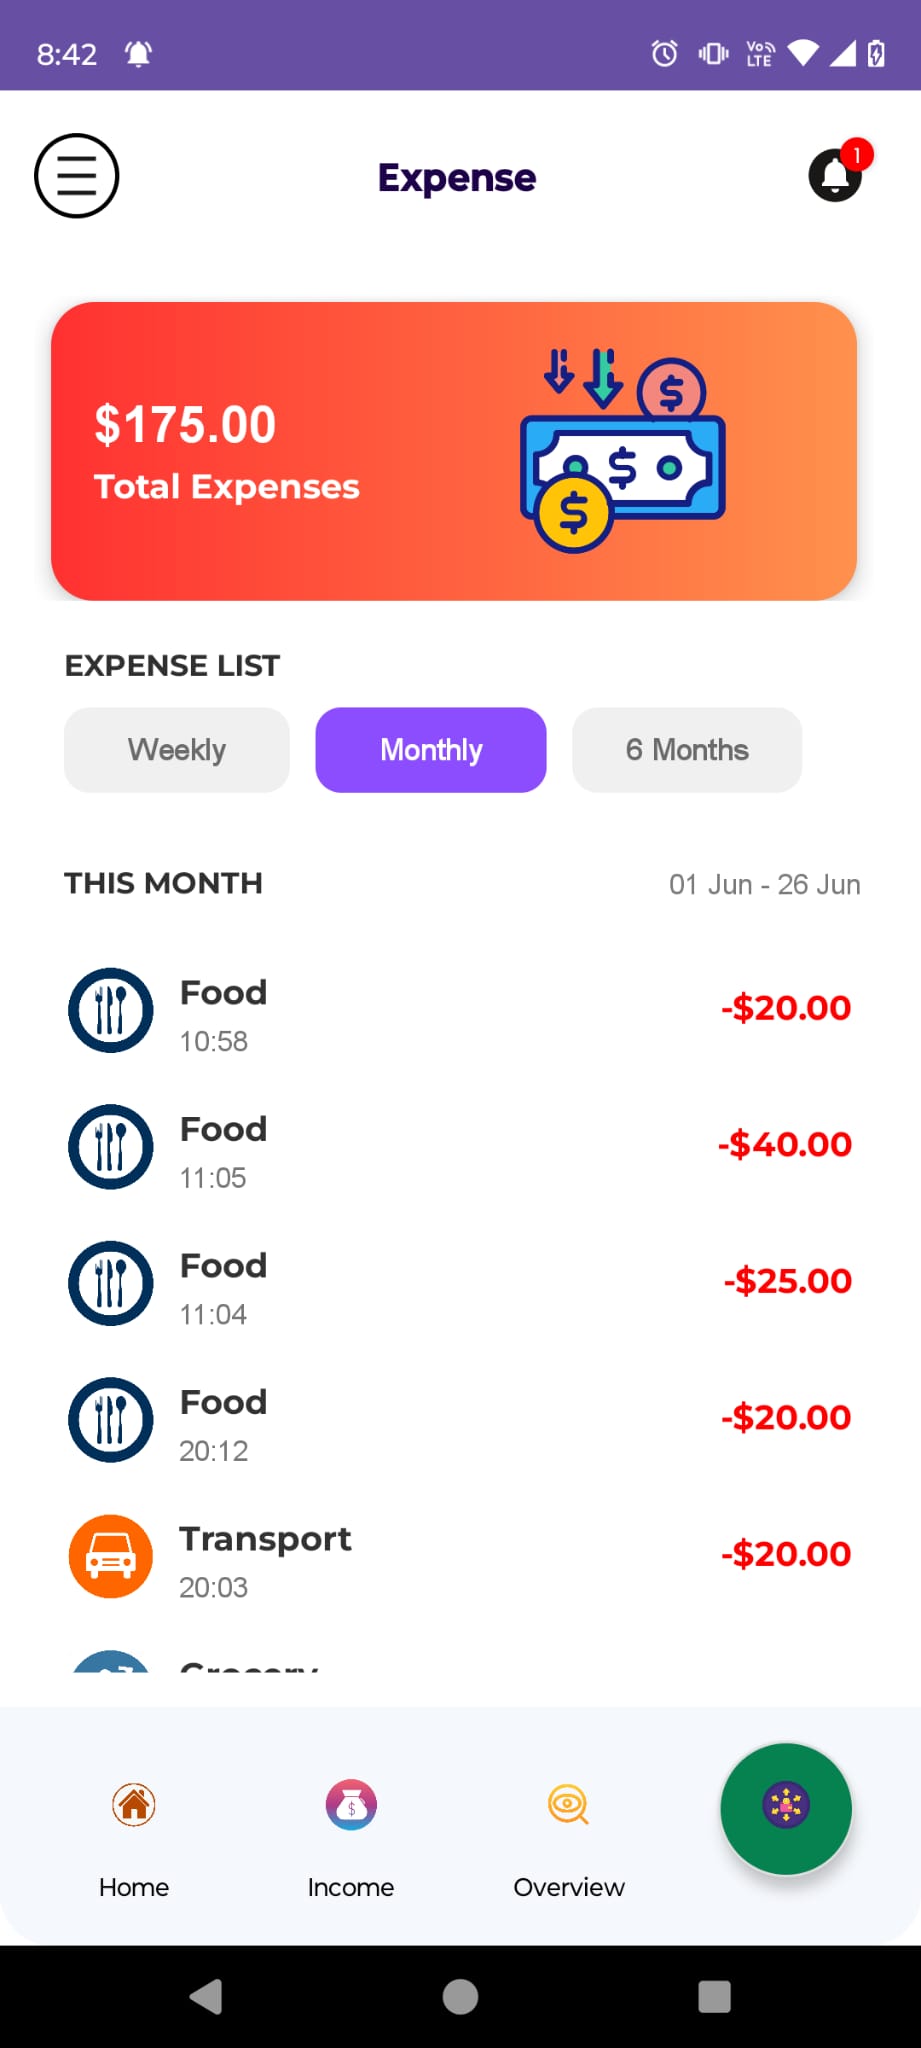 8:42
Vo LTE
Expense
1
$175.00
Total Expenses
EXPENSE LIST
Weekly
Monthly
6 Months
THIS MONTH
01 Jun - 26 Jun
Food
10:58
-$20.00
Food
11:05
-$40.00
Food
11:04
-$25.00
Food
20:12
-$20.00
Transport
20:03
-$20.00
Grocery
Home
Income
Overview